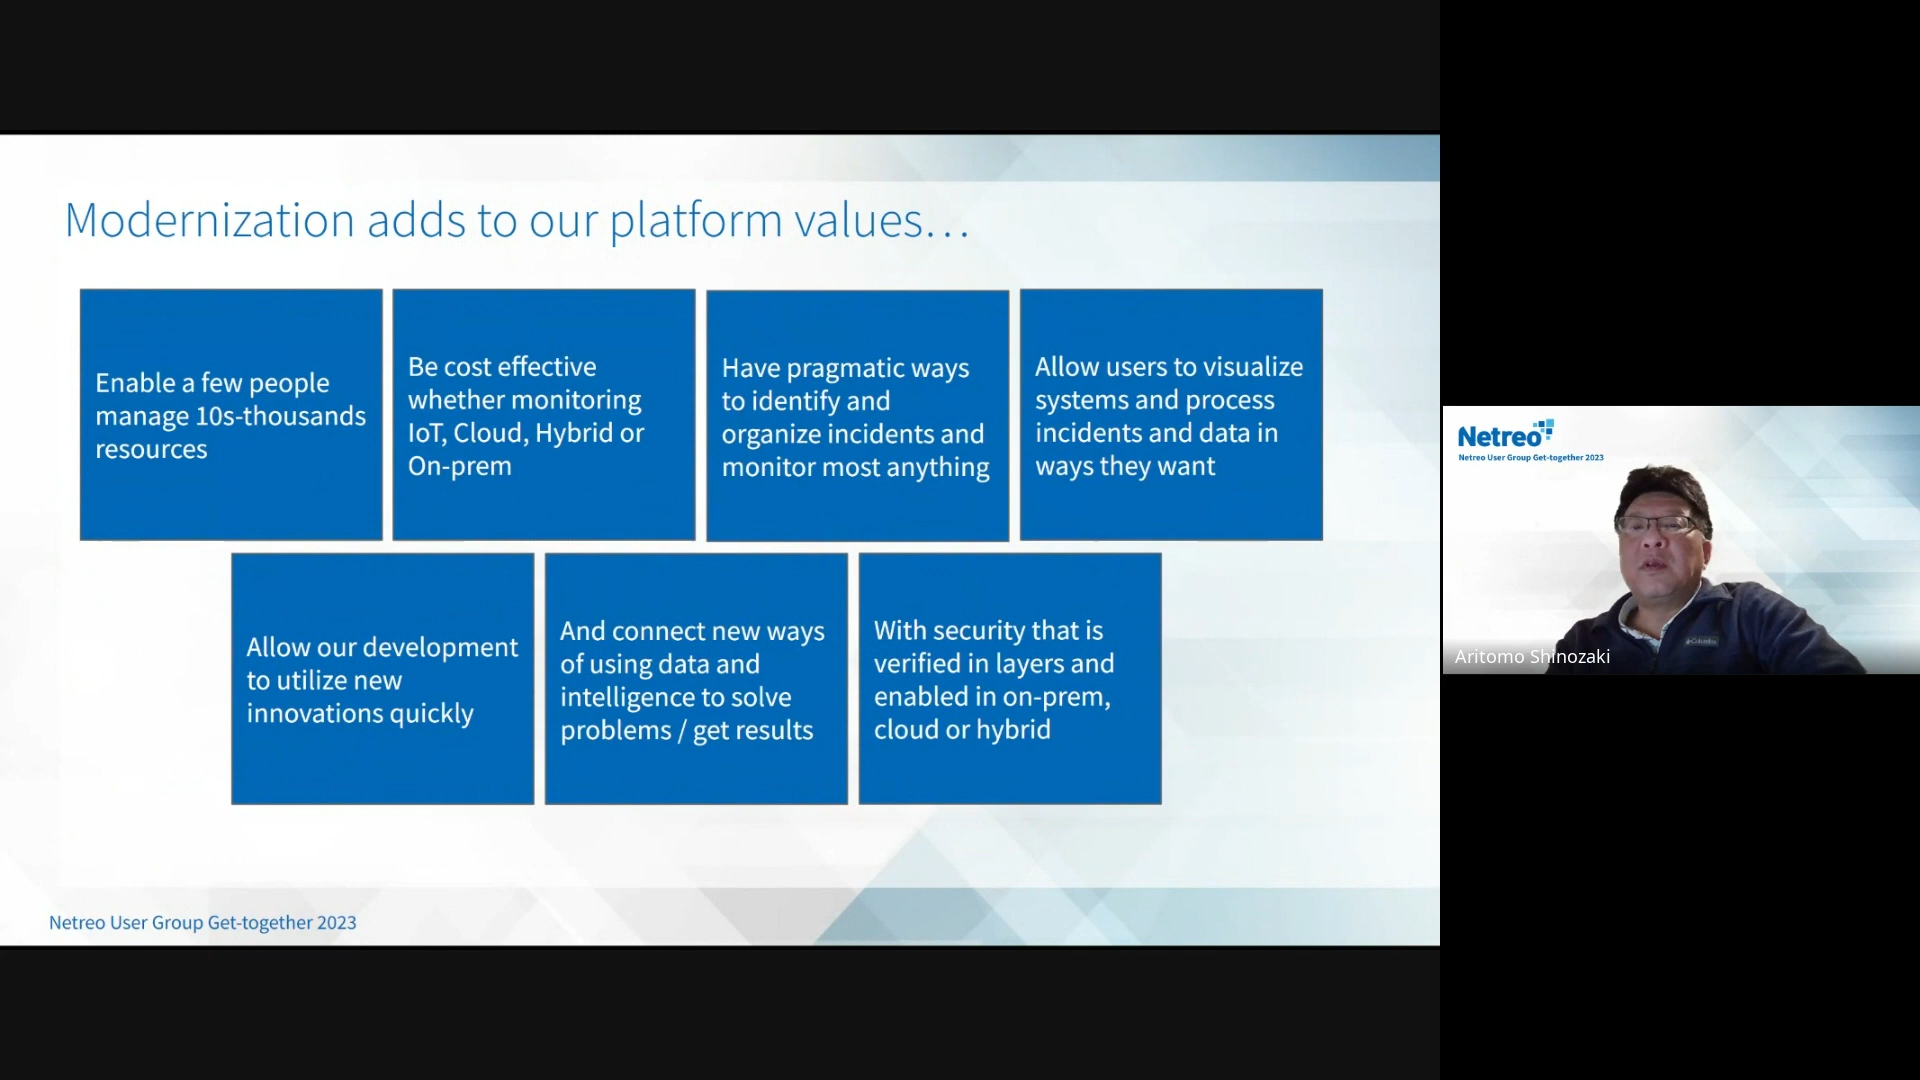 Modernization adds to our platform values...
Enable a few people
manage 10s-thousands
resources
Be cost effective
whether monitoring
IoT, Cloud, Hybrid or
On-prem
Have pragmatic ways
to identify and
organize incidents and
monitor most anything
Allow users to visualize
systems and process
incidents and data in
ways they want
Allow our development
to utilize new
innovations quickly
And connect new ways
of using data and
intelligence to solve
problems / get results
With security that is
verified in layers and
enabled in on-prem,
cloud or hybrid
Netreo User Group Get-together 2023
Netreo
Netreo User Group Get-together 2023
Columbia
Aritomo Shinozaki